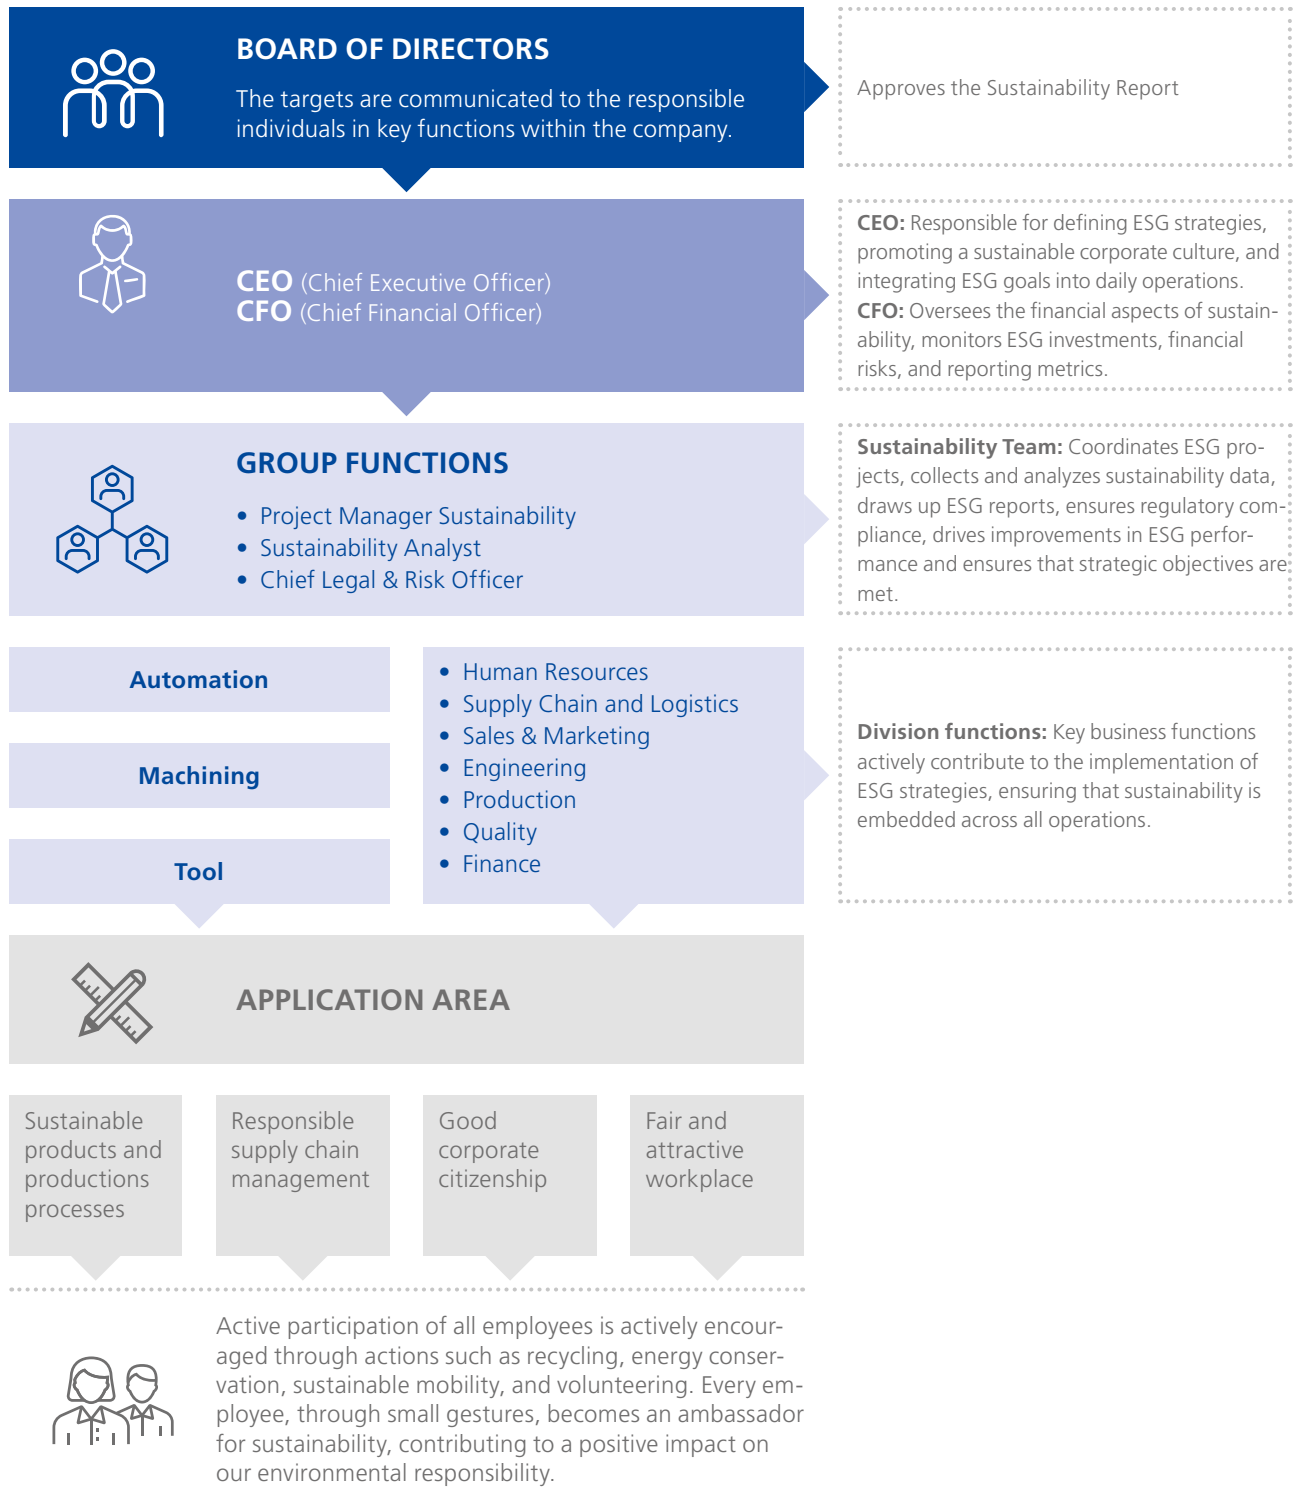 BOARD OF DIRECTORS
The targets are communicated to the responsible
individuals in key functions within the company.
Approves the Sustainability Report
CEO (Chief Executive Officer)
CFO (Chief Financial Officer)
CEO: Responsible for defining ESG strategies,
promoting a sustainable corporate culture, and
integrating ESG goals into daily operations.
CFO: Oversees the financial aspects of sustain-
ability, monitors ESG investments, financial
risks, and reporting metrics.
GROUP FUNCTIONS
• Project Manager Sustainability
• Sustainability Analyst
• Chief Legal & Risk Officer
Sustainability Team: Coordinates ESG pro-
jects, collects and analyzes sustainability data,
draws up ESG reports, ensures regulatory com-
pliance, drives improvements in ESG perfor-
mance and ensures that strategic objectives are
met.
Automation
Machining
Tool
• Human Resources
• Supply Chain and Logistics
• Sales & Marketing
• Engineering
• Production
• Quality
• Finance
Division functions: Key business functions
actively contribute to the implementation of
ESG strategies, ensuring that sustainability is
embedded across all operations.
APPLICATION AREA
Sustainable
products and
productions
processes
Responsible
supply chain
management
Good
corporate
citizenship
Fair and
attractive
workplace
Active participation of all employees is actively encour-
aged through actions such as recycling, energy conser-
vation, sustainable mobility, and volunteering. Every em-
ployee, through small gestures, becomes an ambassador
for sustainability, contributing to a positive impact on
our environmental responsibility.